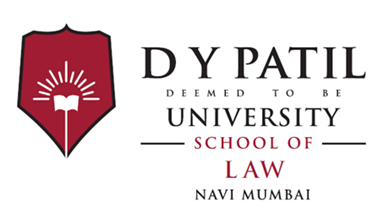 D Y PATIL
DEEMED TO BE
UNIVERSITY
SCHOOL OF
LAW
NAVI MUMBAI